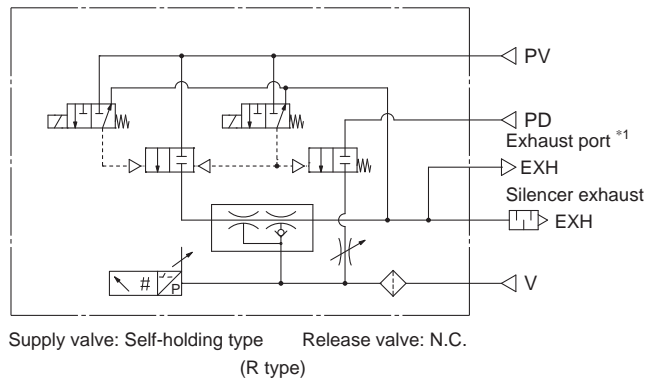 PV
PD
Exhaust port *1
EXH
Silencer exhaust
EXH
# P
V
Supply valve: Self-holding type Release valve: N.C.
(R type)